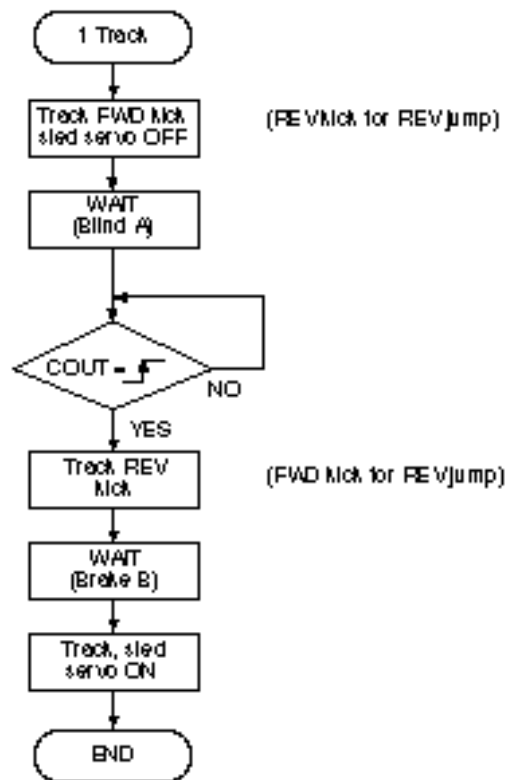 1 Track
Track FWD kick
sled servo OFF
(REV kick for REV jump)
WAIT
(Blind A)
COUT =
NO
YES
Track REV
kick
(FWD kick for REV jump)
WAIT
(Brake B)
Track, sled
servo ON
END